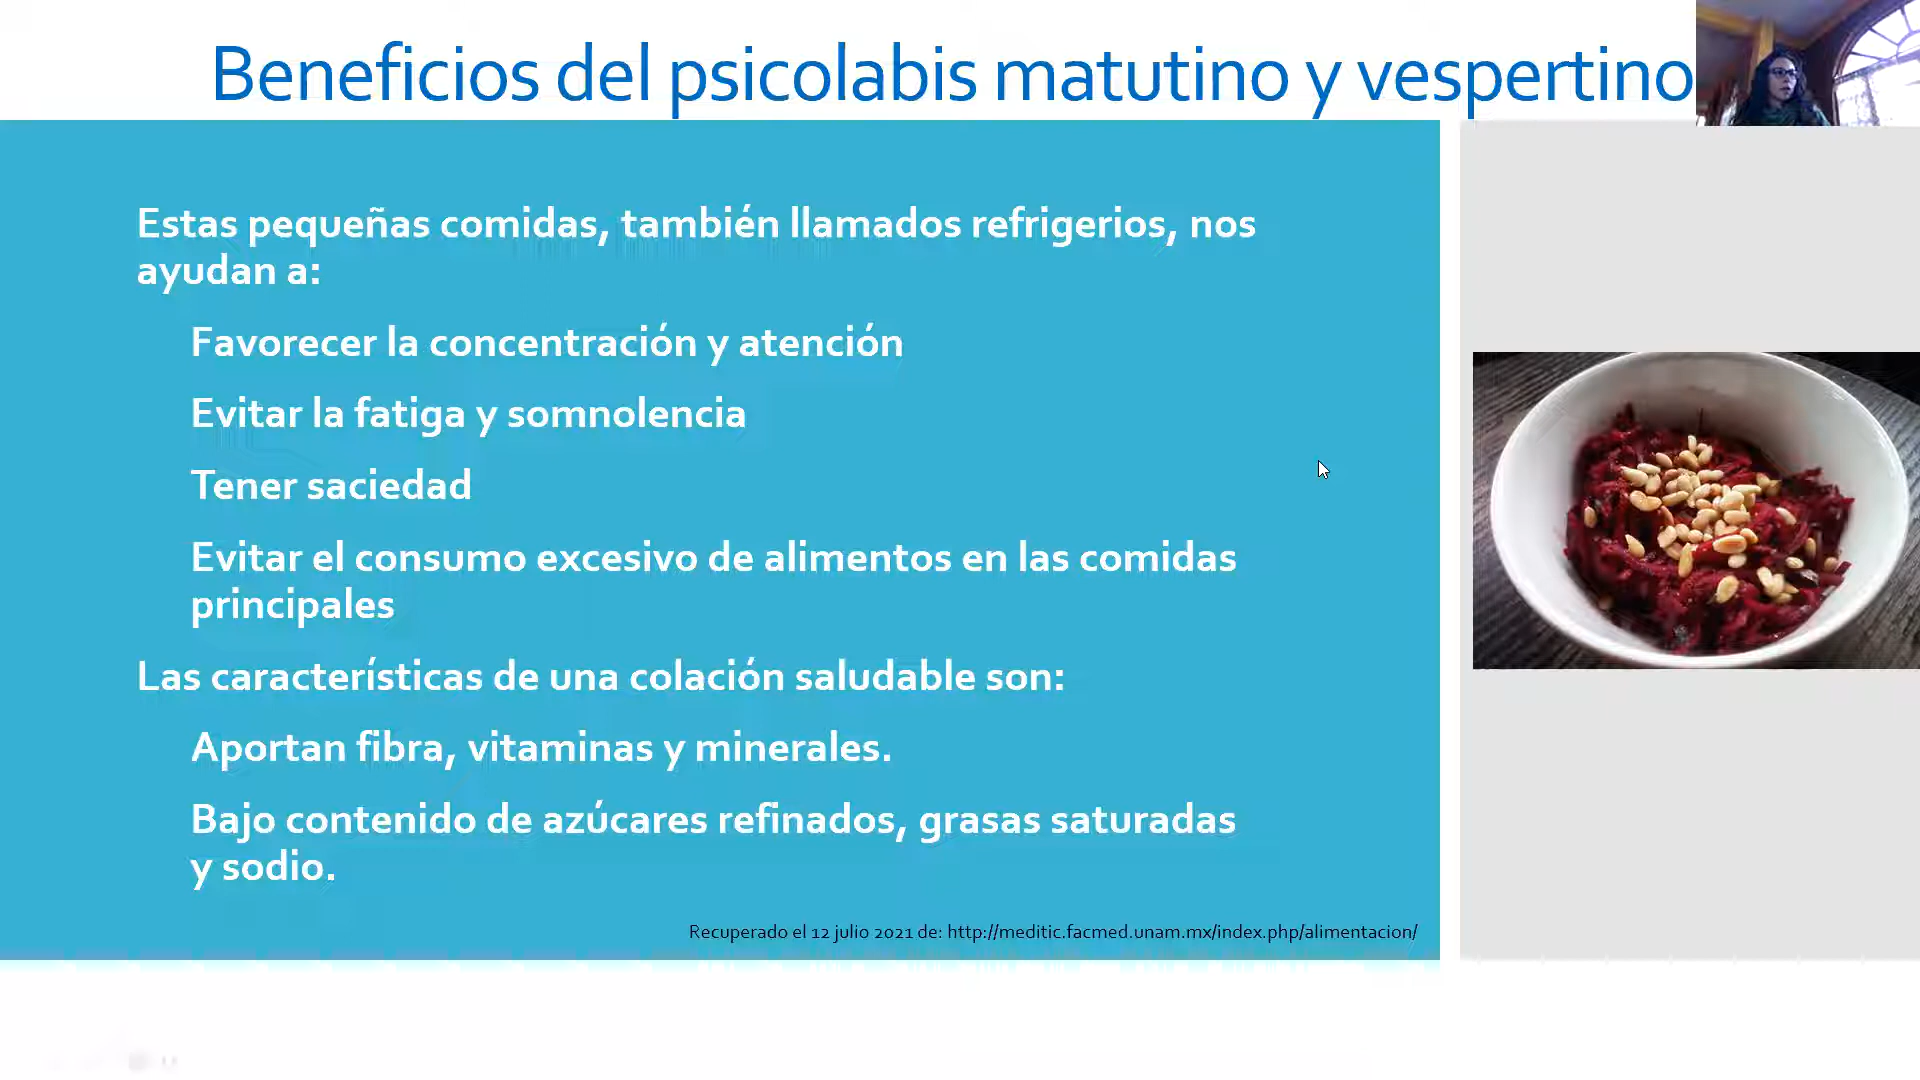 Beneficios del psicolabis matutino y vespertino
Estas pequeñas comidas, también llamados refrigerios, nos
ayudan a:
Favorecer la concentración y atención
Evitar la fatiga y somnolencia
Tener saciedad
Evitar el consumo excesivo de alimentos en las comidas
principales
Las características de una colación saludable son:
Aportan fibra, vitaminas y minerales.
Bajo contenido de azúcares refinados, grasas saturadas
y sodio.
Recuperado el 12 julio 2021 de: http://meditic.facmed.unam.mx/index.php/alimentacion/